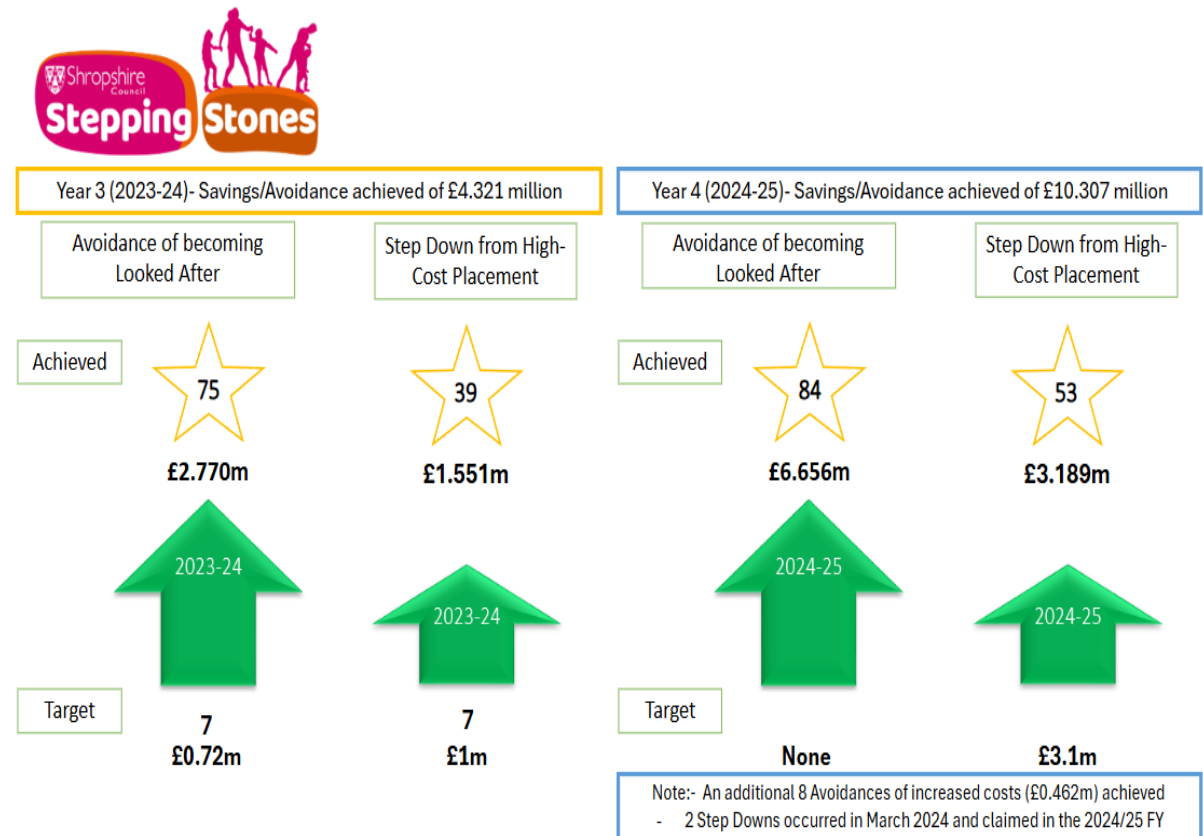 Shropshire
Council
Stepping Stones
Year 3 (2023-24)- Savings/Avoidance achieved of £4.321 million
Avoidance of becoming
Looked After
Step Down from High-
Cost Placement
Achieved
75
39
£2.770m
£1.551m
2023-24
2023-24
Target
7
7
£0.72m
£1m
Year 4 (2024-25)- Savings/Avoidance achieved of £10.307 million
Avoidance of becoming
Looked After
Step Down from High-
Cost Placement
Achieved
84
53
£6.656m
£3.189m
2024-25
2024-25
Target
None
£3.1m
Note:- An additional 8 Avoidances of increased costs (£0.462m) achieved
- 2 Step Downs occurred in March 2024 and claimed in the 2024/25 FY